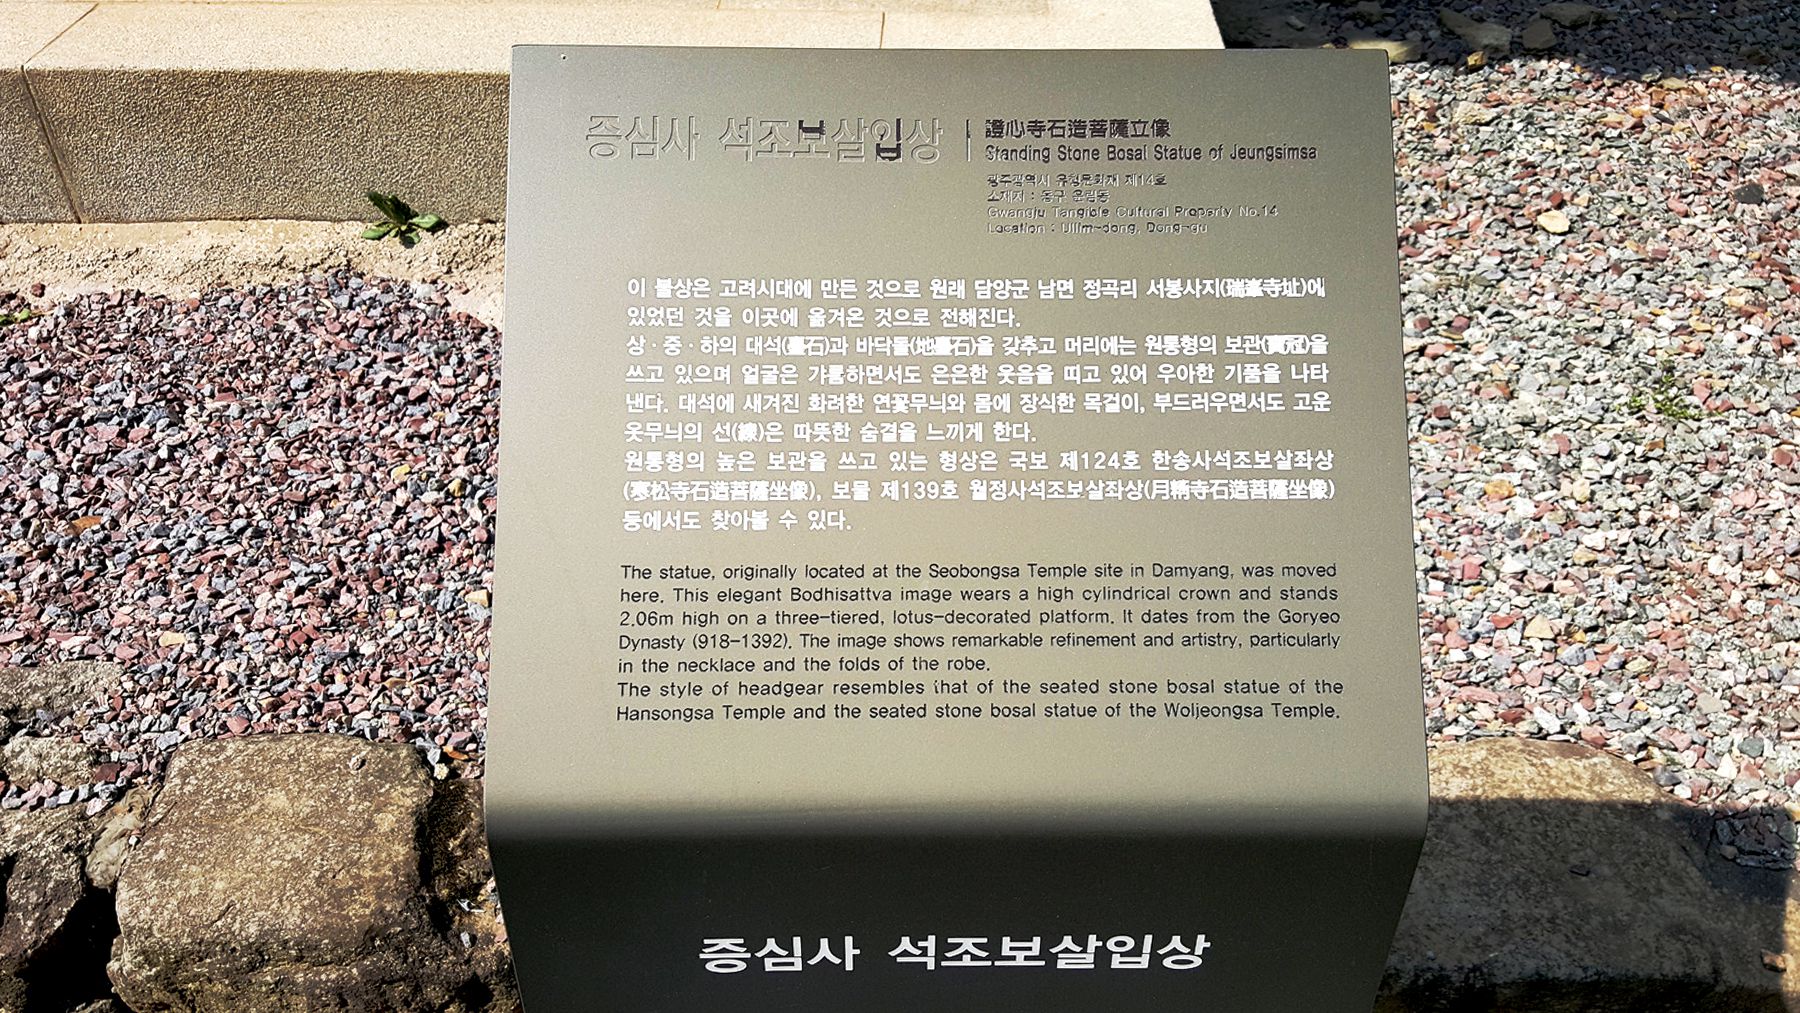 증심사 석조보살입상
證心寺石造菩薩立像
Standing Stone Bosal Statue of Jeungsimsa
광주광역시 유형문화재 제14호
소재지 : 동구 운림동
Gwangju Tangible Cultural Property No.14
Location : Ullim-dong, Dong-gu
이 불상은 고려시대에 만든 것으로 원래 담양군 남면 정곡리 서봉사지(瑞峯寺址)에
있었던 것을 이곳에 옮겨온 것으로 전해진다.
상·중·하의 대석(臺石)과 바닥돌(地臺石)을 갖추고 머리에는 원통형의 보관(寶冠)을
쓰고 있으며 얼굴은 갸름하면서도 은은한 웃음을 띠고 있어 우아한 기품을 나타
낸다. 대석에 새겨진 화려한 연꽃무늬와 몸에 장식한 목걸이, 부드러우면서도 고운
옷무늬의 선(線)은 따뜻한 숨결을 느끼게 한다.
원통형의 높은 보관을 쓰고 있는 형상은 국보 제124호 한송사석조보살좌상
(寒松寺石造菩薩坐像), 보물 제139호 월정사석조보살좌상(月精寺石造菩薩坐像)
등에서도 찾아볼 수 있다.
The statue, originally located at the Seobongsa Temple site in Damyang, was moved
here. This elegant Bodhisattva image wears a high cylindrical crown and stands
2.06m high on a three-tiered, lotus-decorated platform. It dates from the Goryeo
Dynasty (918-1392). The image shows remarkable refinement and artistry, particularly
in the necklace and the folds of the robe.
The style of headgear resembles that of the seated stone bosal statue of the
Hansongsa Temple and the seated stone bosal statue of the Woljeongsa Temple.
증심사 석조보살입상